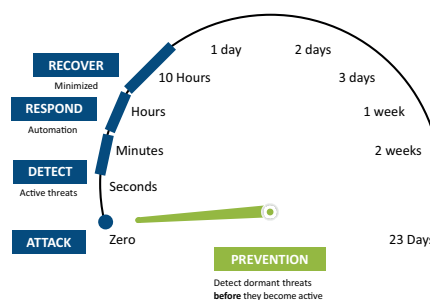 RECOVER
Minimized
RESPOND
Automation
DETECT
Active threats
ATTACK
1 day
2 days
10 Hours
3 days
Hours
1 week
Minutes
2 weeks
Seconds
Zero
23 Days
PREVENTION
Detect dormant threats
before they become active